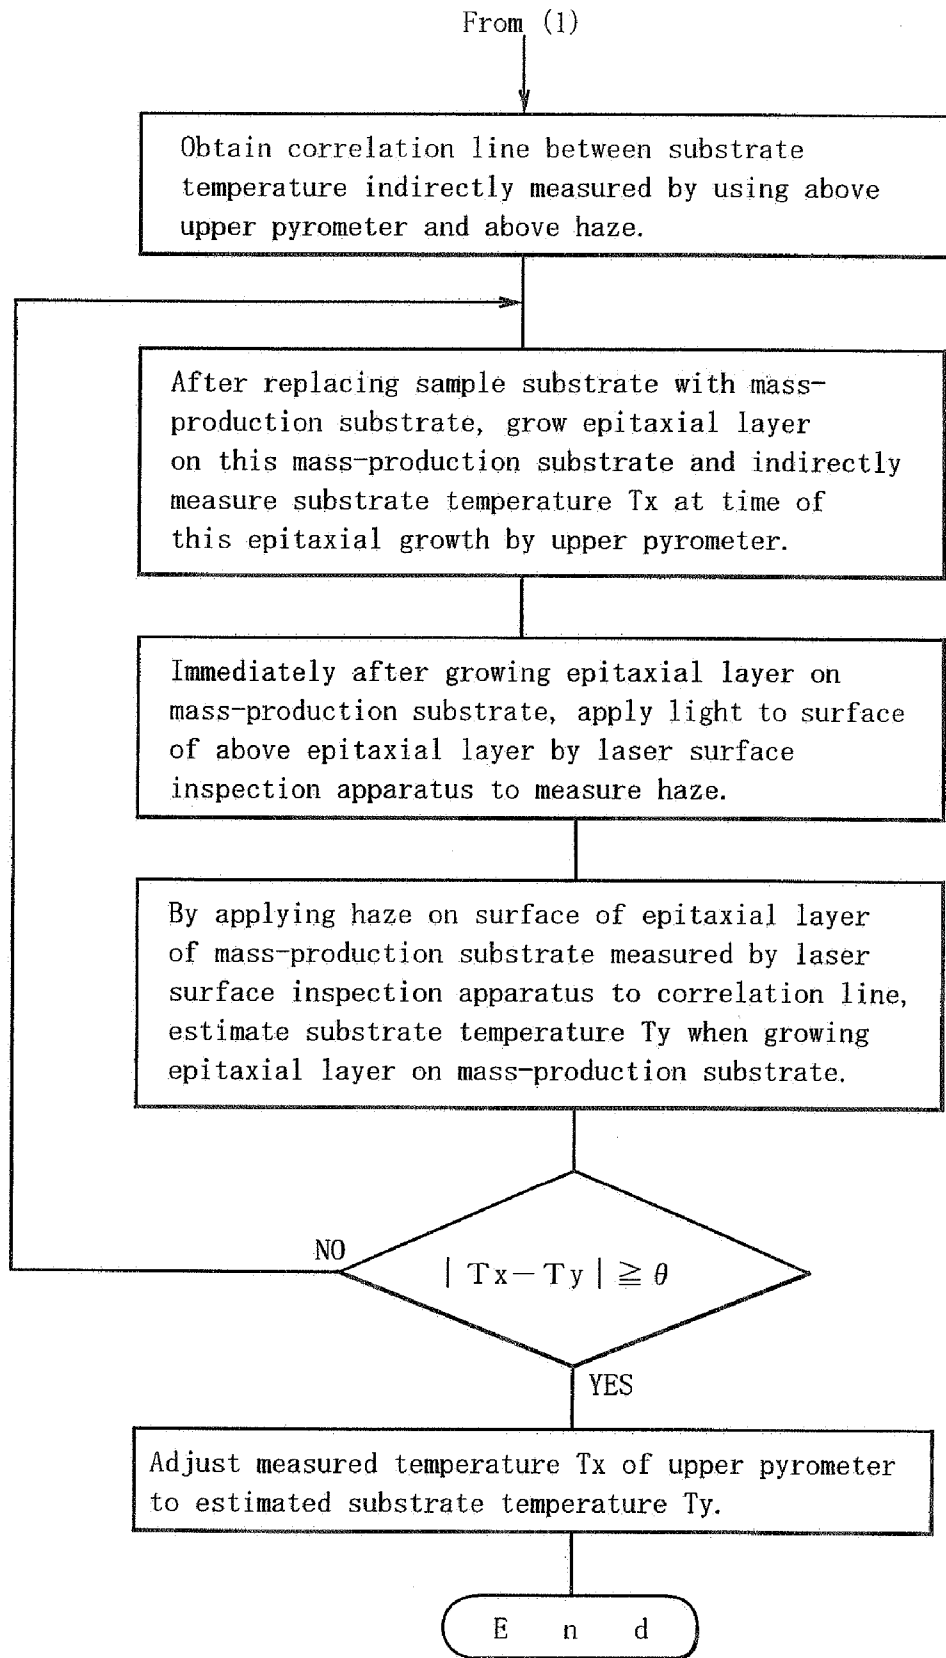 From (1)
Obtain correlation line between substrate
temperature indirectly measured by using above
upper pyrometer and above haze.
After replacing sample substrate with mass-
production substrate, grow epitaxial layer
on this mass-production substrate and indirectly
measure substrate temperature Tx at time of
this epitaxial growth by upper pyrometer.
Immediately after growing epitaxial layer on
mass-production substrate, apply light to surface
of above epitaxial layer by laser surface
inspection apparatus to measure haze.
By applying haze on surface of epitaxial layer
of mass-production substrate measured by laser
surface inspection apparatus to correlation line,
estimate substrate temperature Ty when growing
epitaxial layer on mass-production substrate.
NO
| Tx－Ty | ≧ θ
YES
Adjust measured temperature Tx of upper pyrometer
to estimated substrate temperature Ty.
E n d